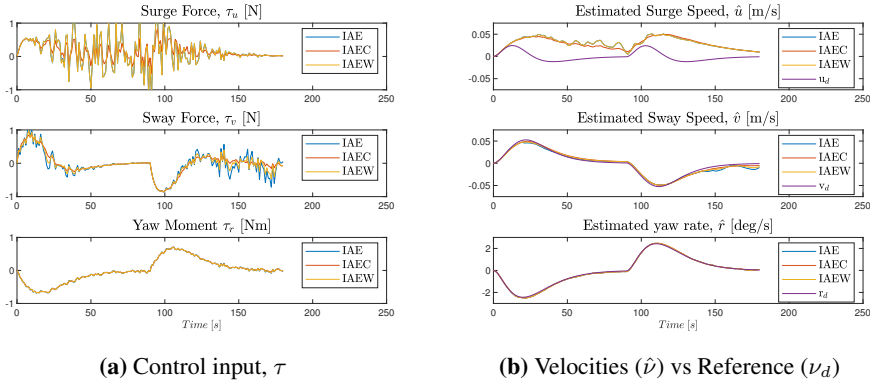 Surge Force, τu [N]
1
0
-1
0 50 100 150 200 250
IAE
IAEC
IAEW
Sway Force, τv [N]
1
0
-1
0 50 100 150 200 250
IAE
IAEC
IAEW
Yaw Moment τr [Nm]
1
0
-1
0 50 100 150 200 250
IAE
IAEC
IAEW
Time [s]
(a) Control input, τ
Estimated Surge Speed, û [m/s]
0.05
0
-0.05
0 50 100 150 200 250
IAE
IAEC
IAEW
ud
Estimated Sway Speed, v̂ [m/s]
0.05
0
-0.05
0 50 100 150 200 250
IAE
IAEC
IAEW
vd
Estimated yaw rate, r̂ [deg/s]
2
0
-2
0 50 100 150 200 250
IAE
IAEC
IAEW
rd
Time [s]
(b) Velocities (ν̂) vs Reference (νd)